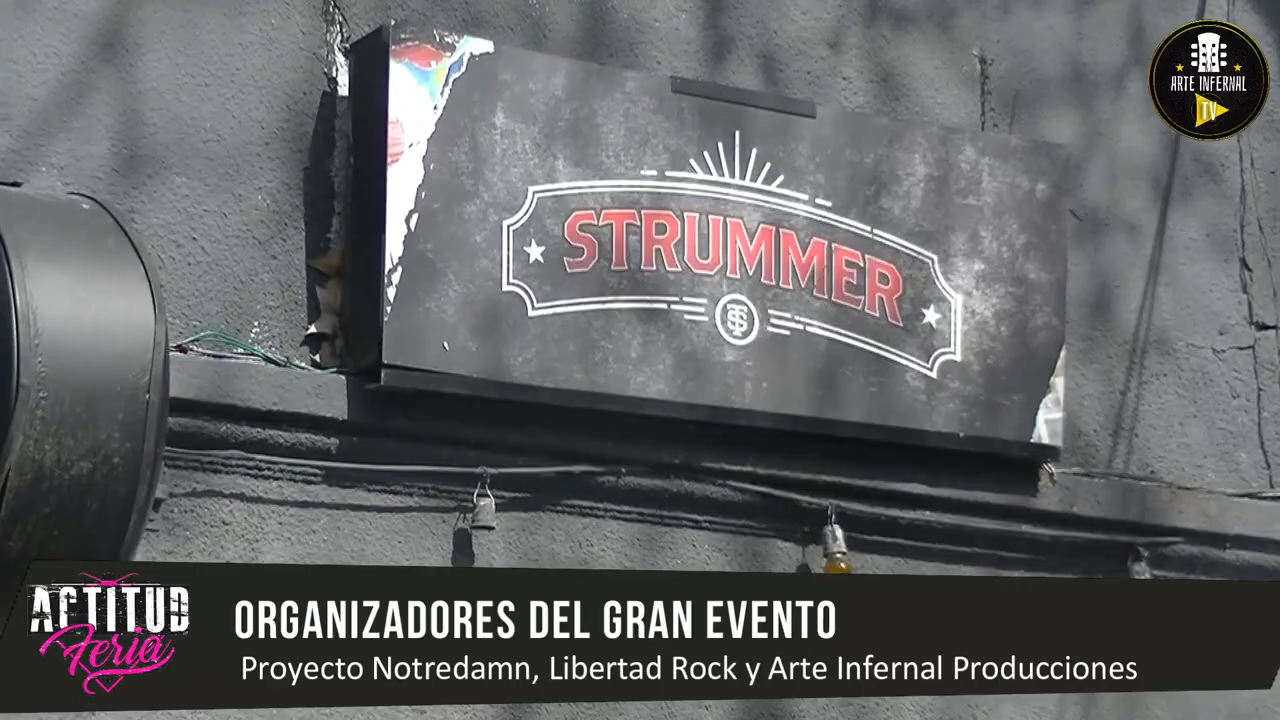 ARTE INFERNAL
TV
STRUMMER
ACTITUD
Feria
ORGANIZADORES DEL GRAN EVENTO
Proyecto Notredamn, Libertad Rock y Arte Infernal Producciones